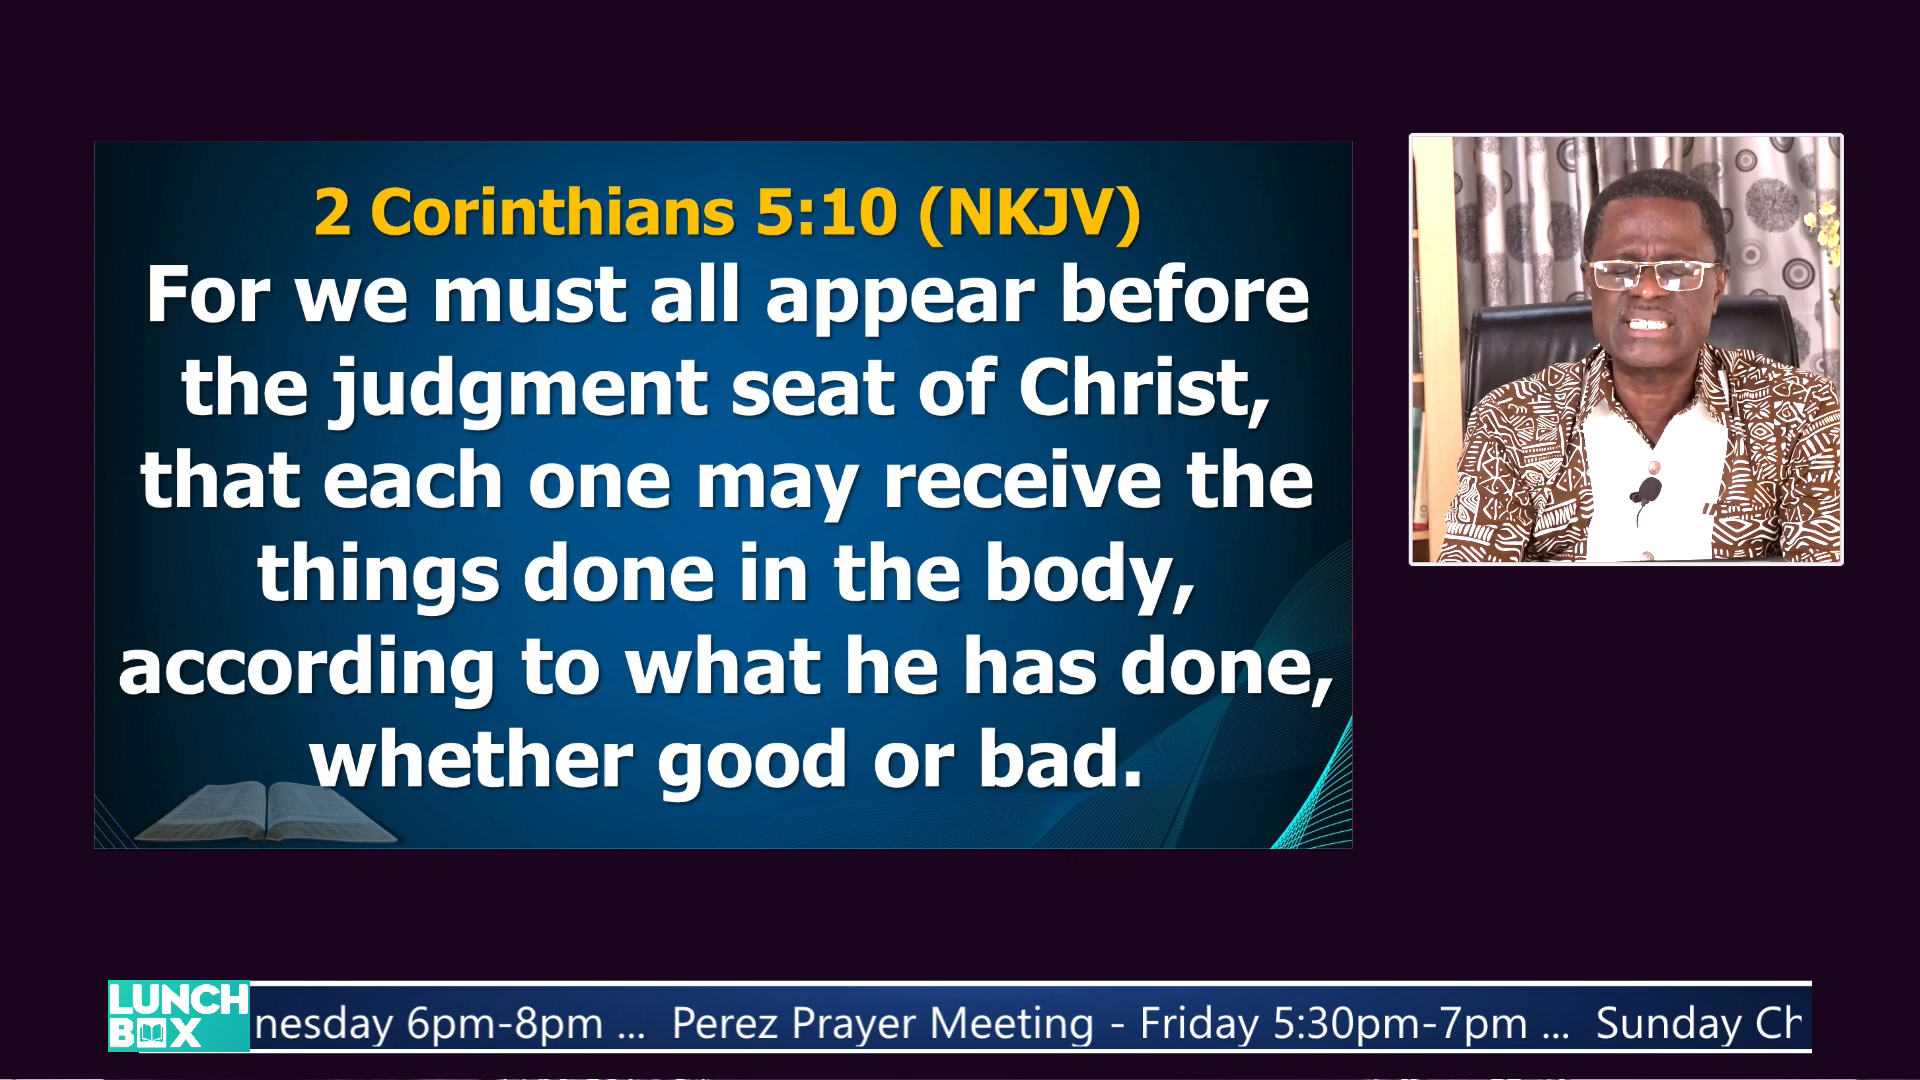 2 Corinthians 5:10 (NKJV)
For we must all appear before
the judgment seat of Christ,
that each one may receive the
things done in the body,
according to what he has done,
whether good or bad.
LUNCH
BOX
nesday 6pm-8pm ... Perez Prayer Meeting - Friday 5:30pm-7pm ... Sunday Ch